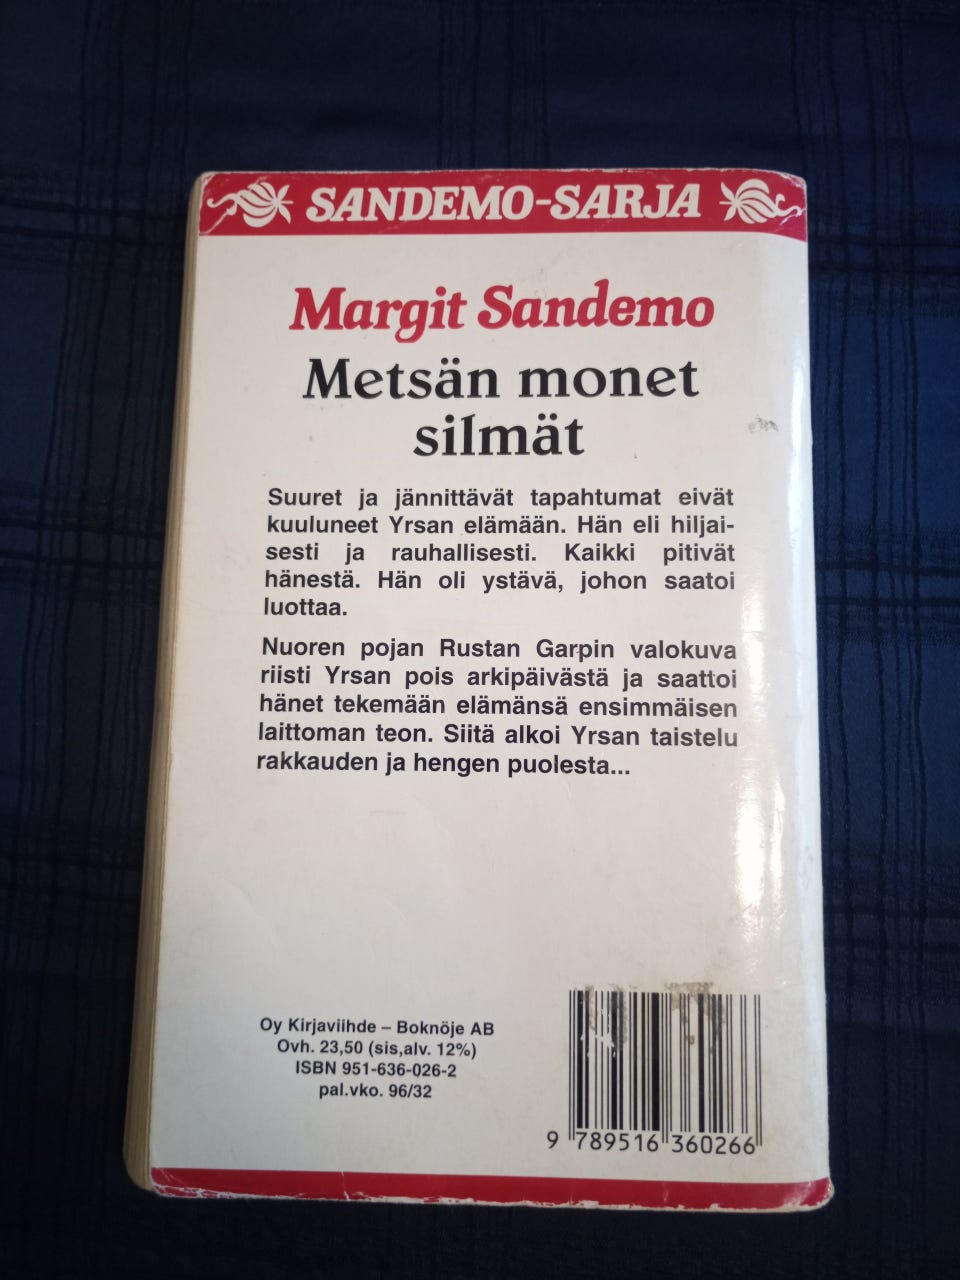 SANDEMO-SARJA
Margit Sandemo
Metsän monet
silmät
Suuret ja jännittävät tapahtumat eivät
kuuluneet Yrsan elämään. Hän eli hiljai-
sesti ja rauhallisesti. Kaikki pitivät
hänestä. Hän oli ystävä, johon saatoi
luottaa.
Nuoren pojan Rustan Garpin valokuva
riisti Yrsan pois arkipäivästä ja saattoi
hänet tekemään elämänsä ensimmäisen
laittoman teon. Siitä alkoi Yrsan taistelu
rakkauden ja hengen puolesta...
Oy Kirjaviihde – Boknöje AB
Ovh. 23,50 (sis,alv. 12%)
ISBN 951-636-026-2
pal.vko. 96/32
9 789516 360266